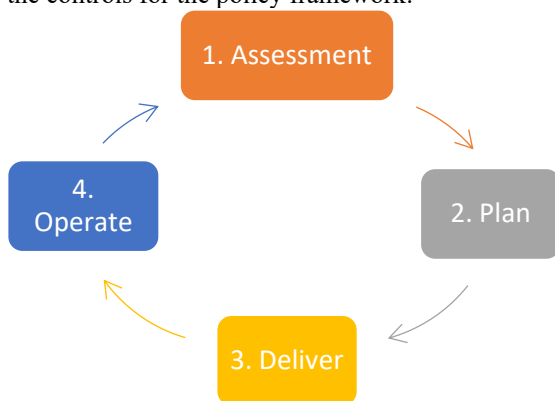 the controls for the policy framework.
1. Assessment
2. Plan
3. Deliver
4.
Operate